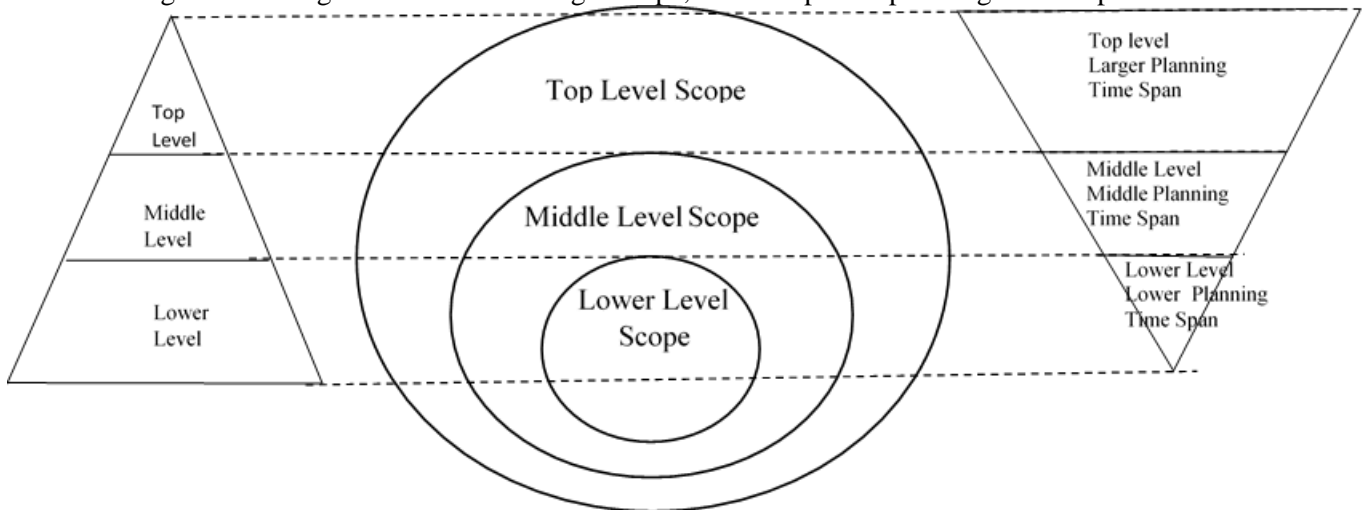 Top
Level
Middle
Level
Lower
Level
Top Level Scope
Middle Level Scope
Lower Level
Scope
Top level
Larger Planning
Time Span
Middle Level
Middle Planning
Time Span
Lower Level
Lower Planning
Time Span